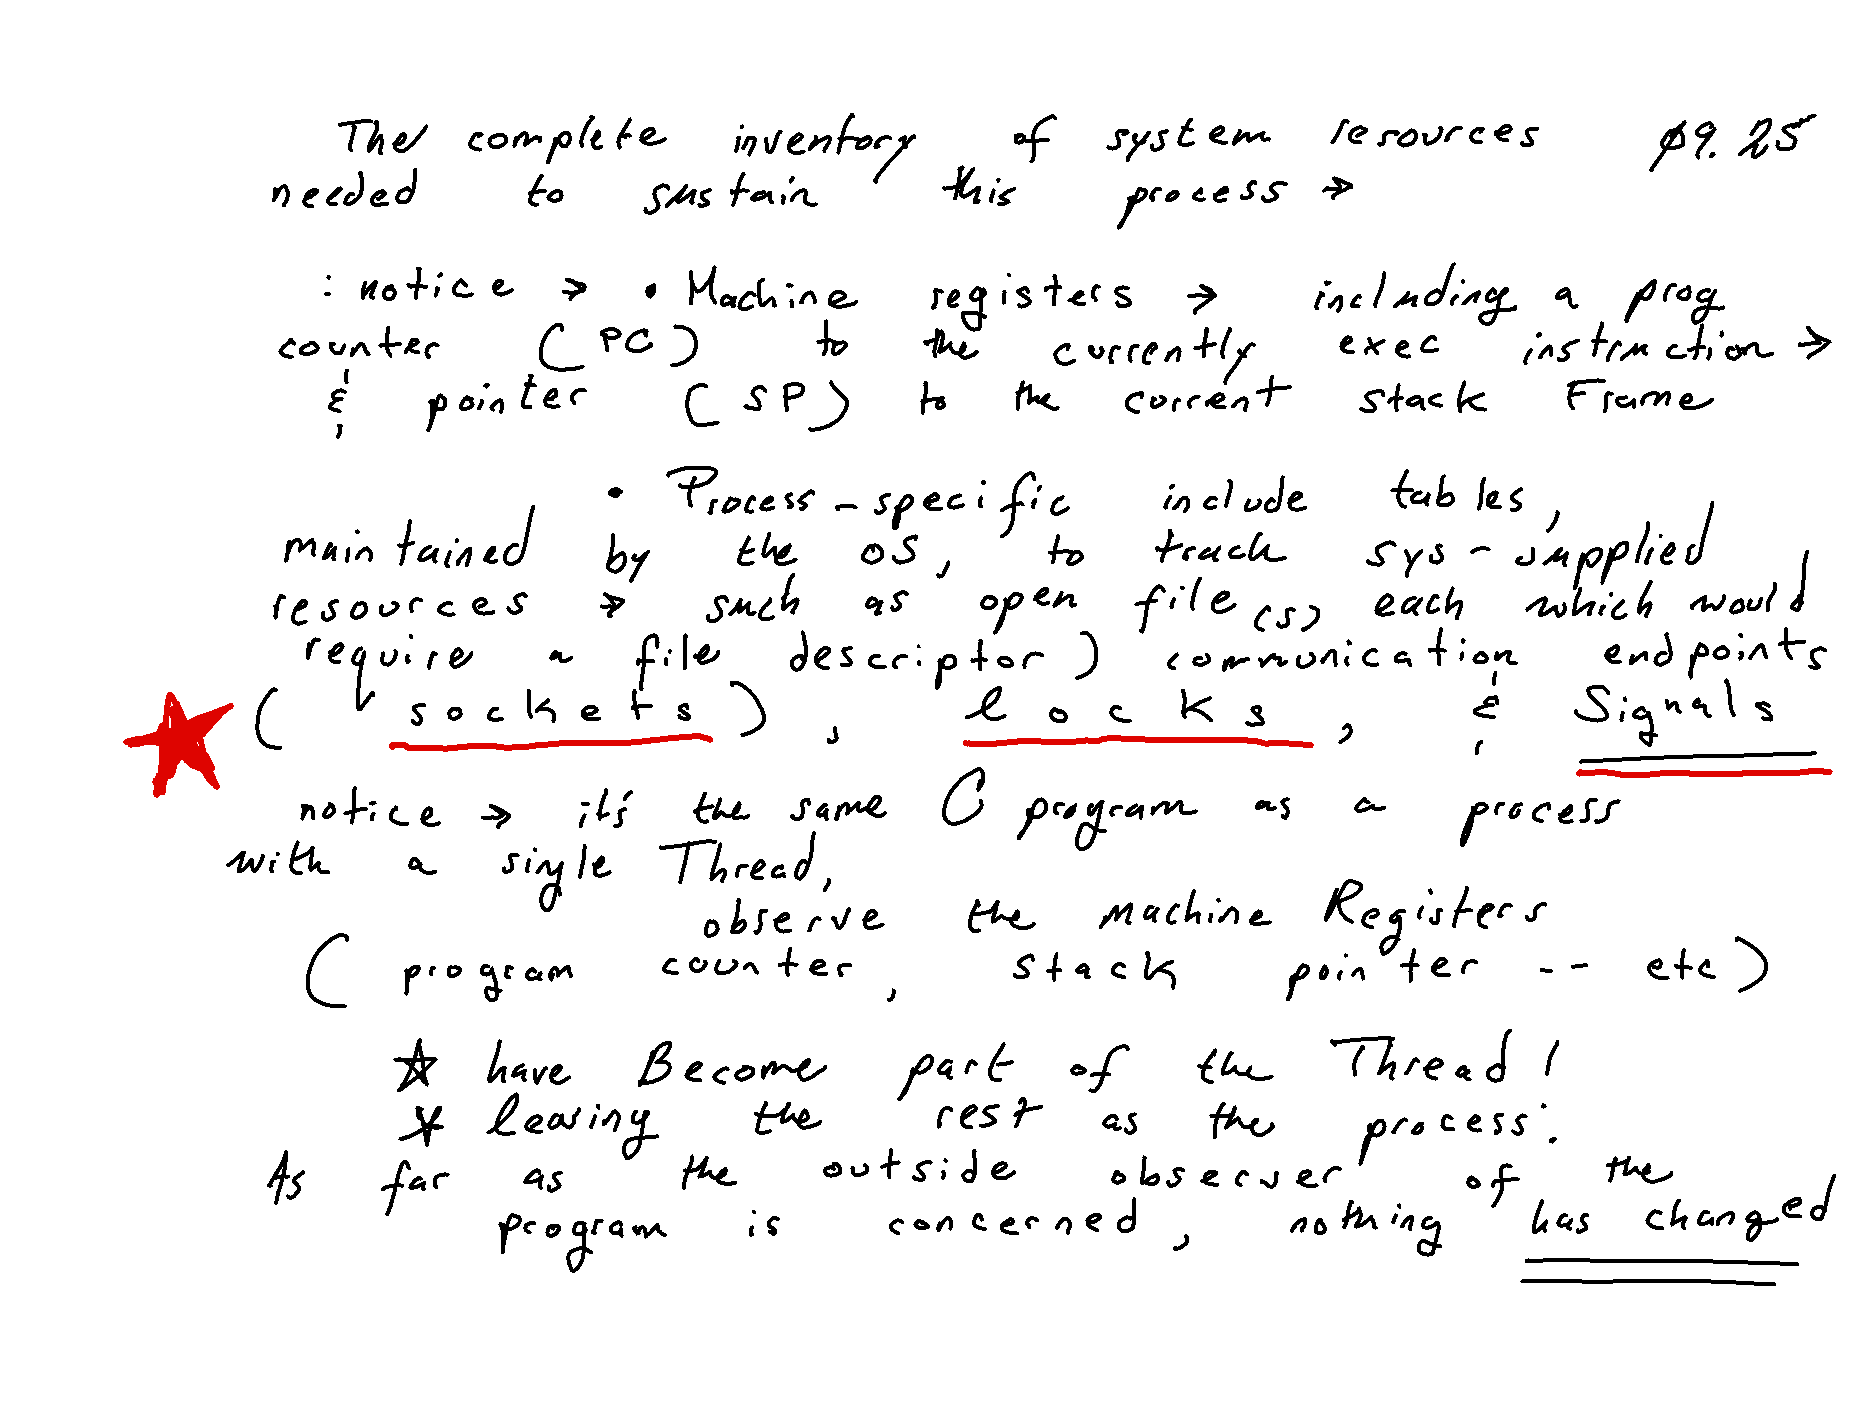 The complete inventory of system resources ø9.25
needed to sustain this process →
: notice → • Machine registers → including a prog
counter (PC) to the currently exec instruction →
& pointer (SP) to the current stack Frame
• Process-specific include tables,
maintained by the OS, to track sys-supplied
resources → such as open file(s) each which would
require a file descriptor) communication endpoints
( sockets ), locks, & Signals
notice → it's the same C program as a process
with a single Thread,
observe the Machine Registers
(program counter, stack pointer -- etc)
☆ have Become part of the Thread!
* leaving the rest as the process:
As far as the outside observer of the
program is concerned, nothing has changed